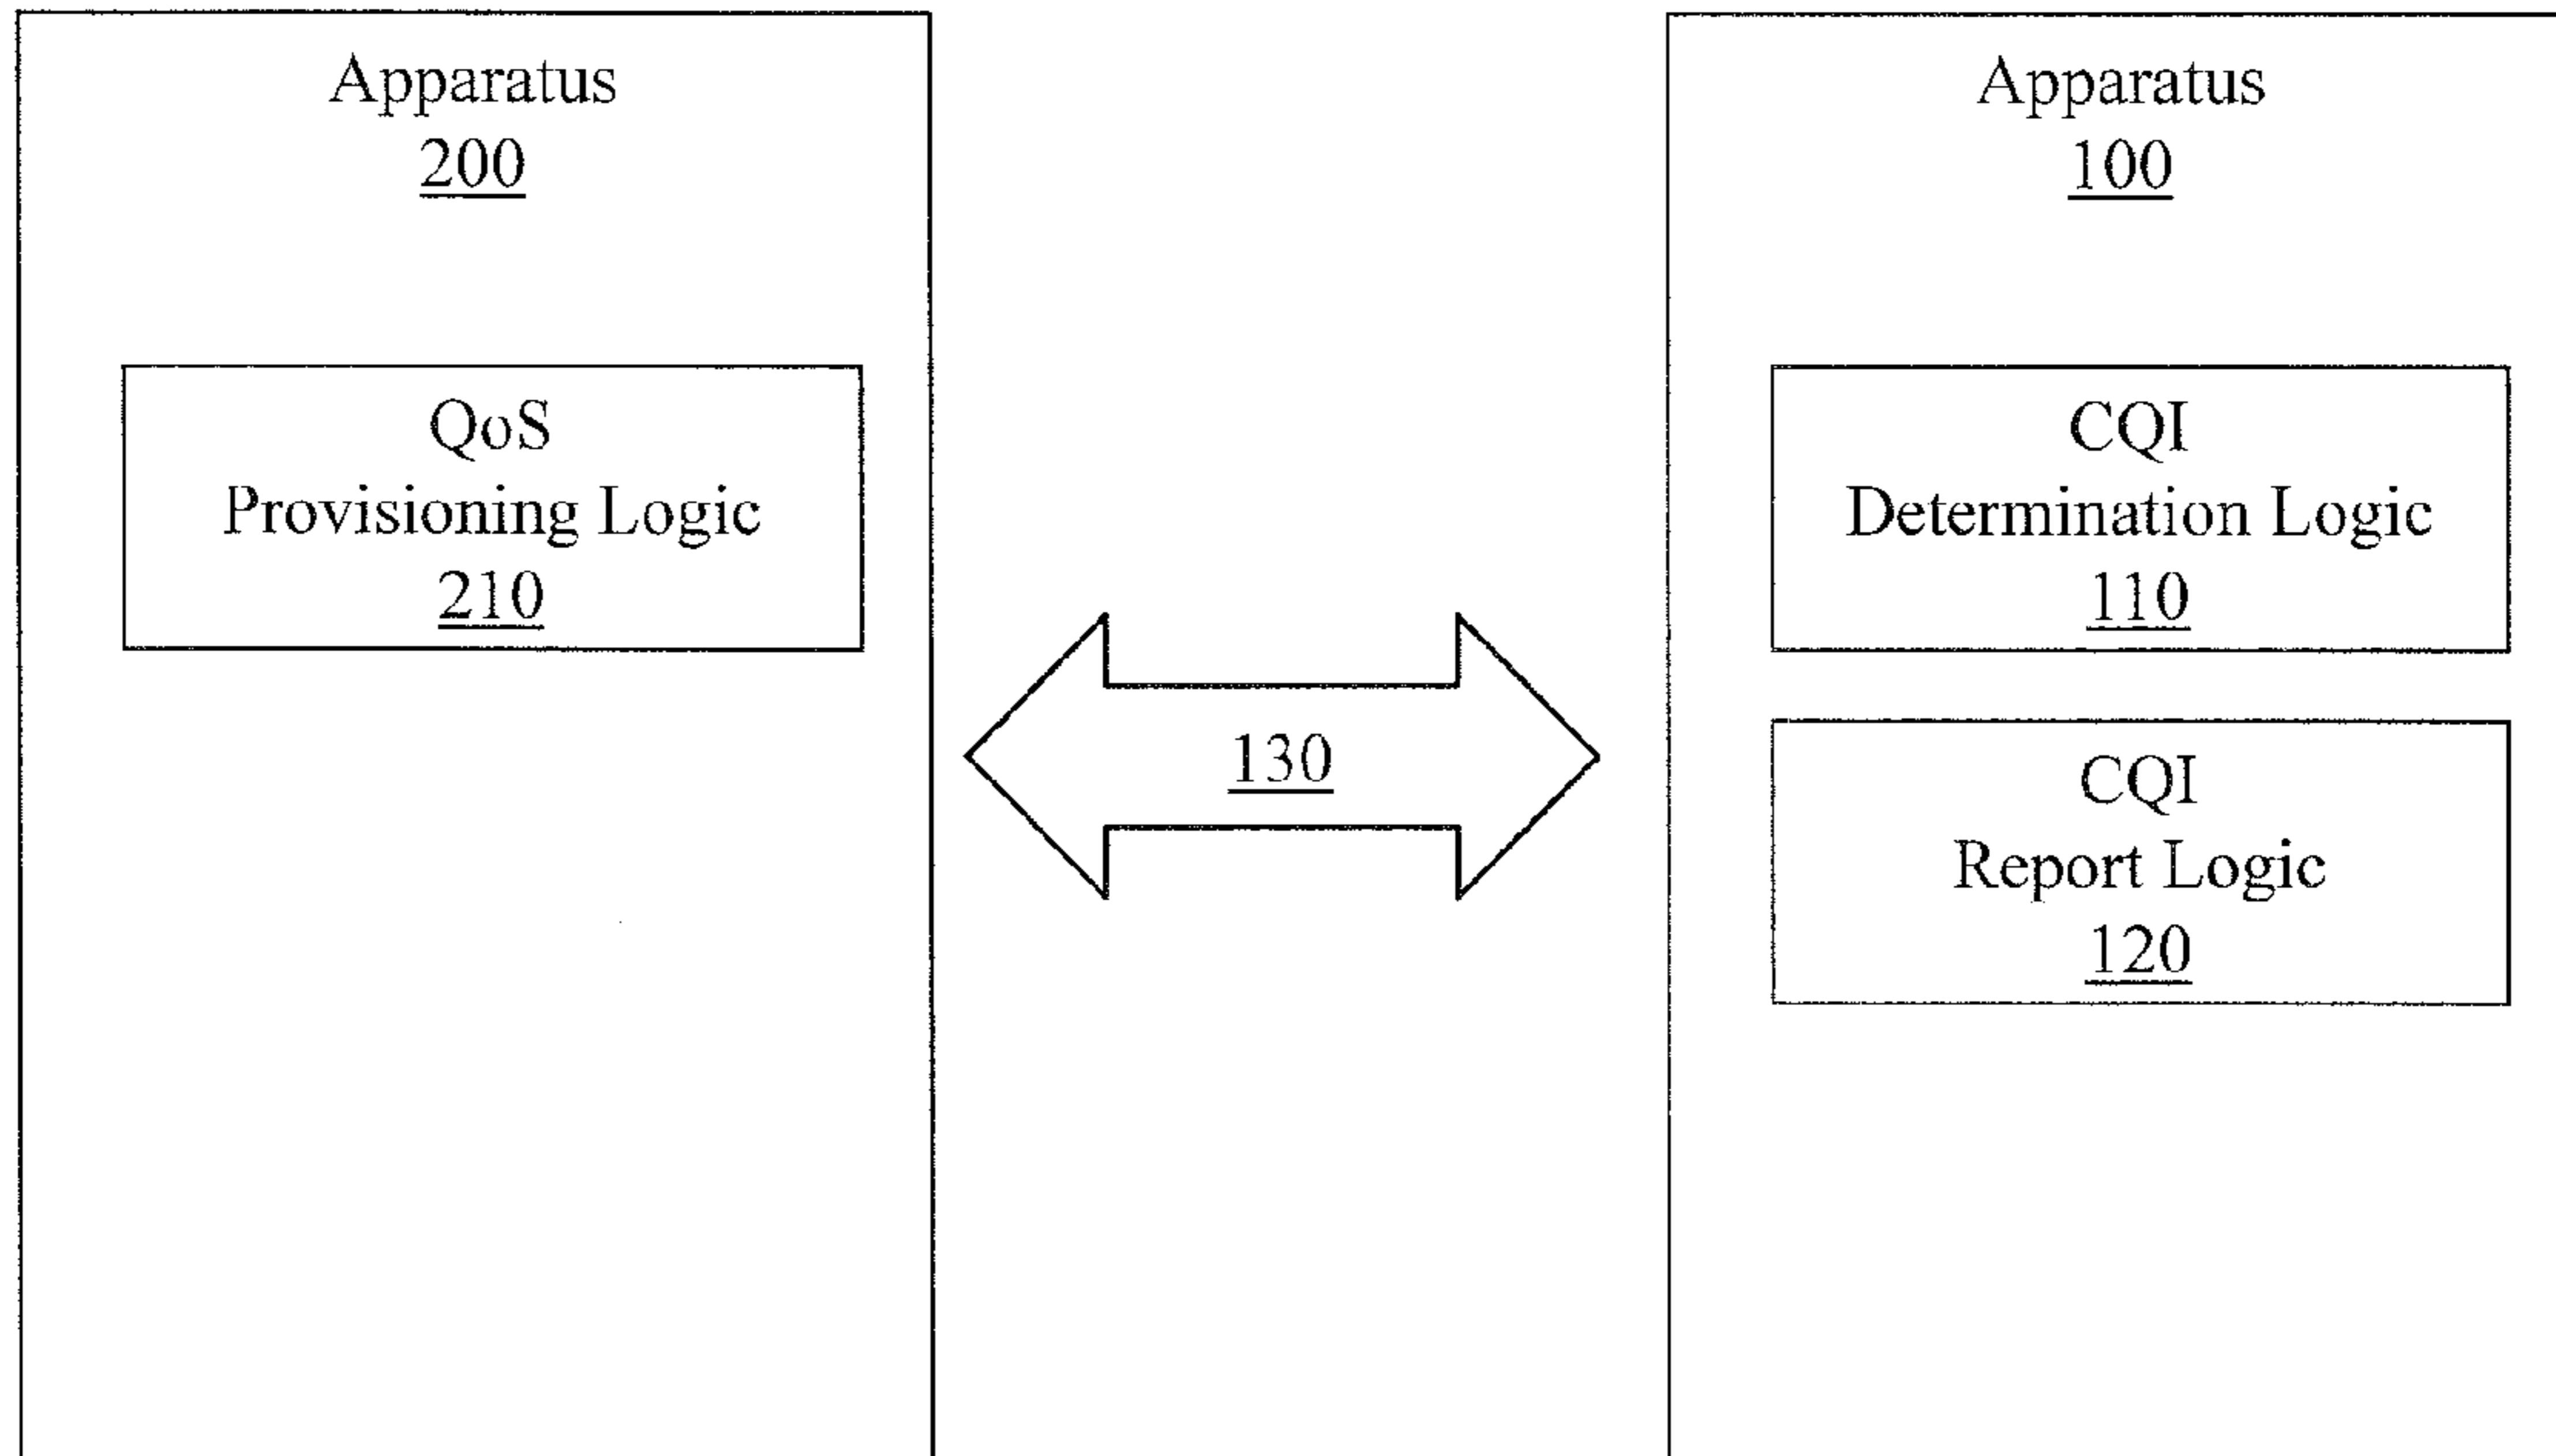 Apparatus
200
QoS
Provisioning Logic
210
130
Apparatus
100
CQI
Determination Logic
110
CQI
Report Logic
120